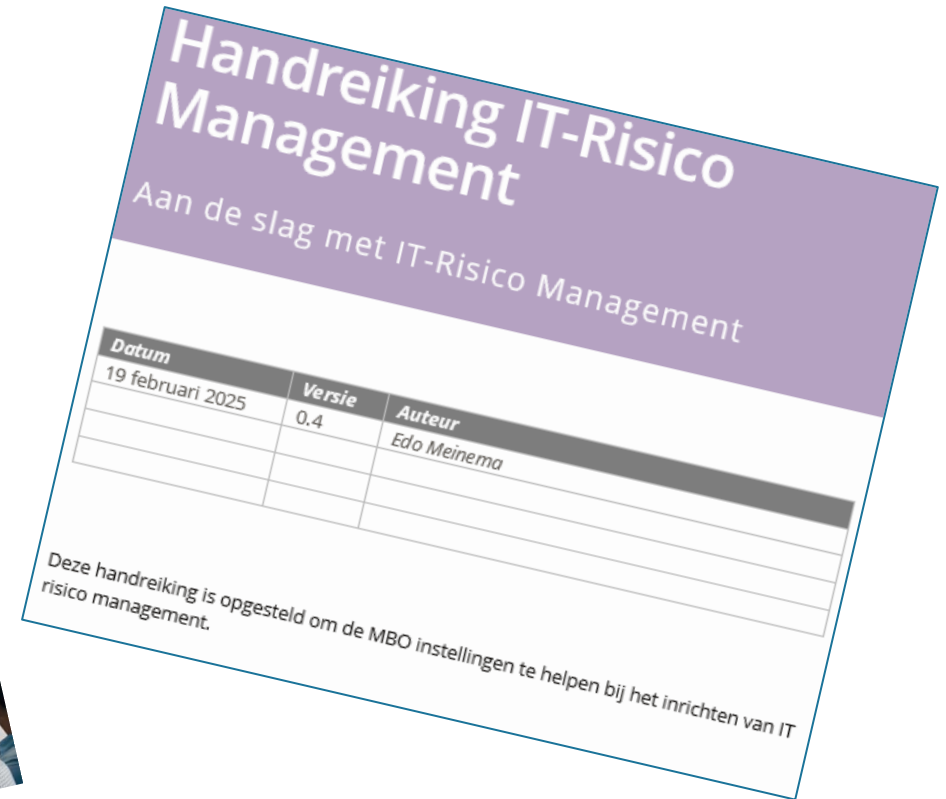 Handreiking IT-Risico
Management
Aan de slag met IT-Risico Management
Datum Versie Auteur
19 februari 2025 0.4 Edo Meinema
Deze handreiking is opgesteld om de MBO instellingen te helpen bij het inrichten van IT
risico management.